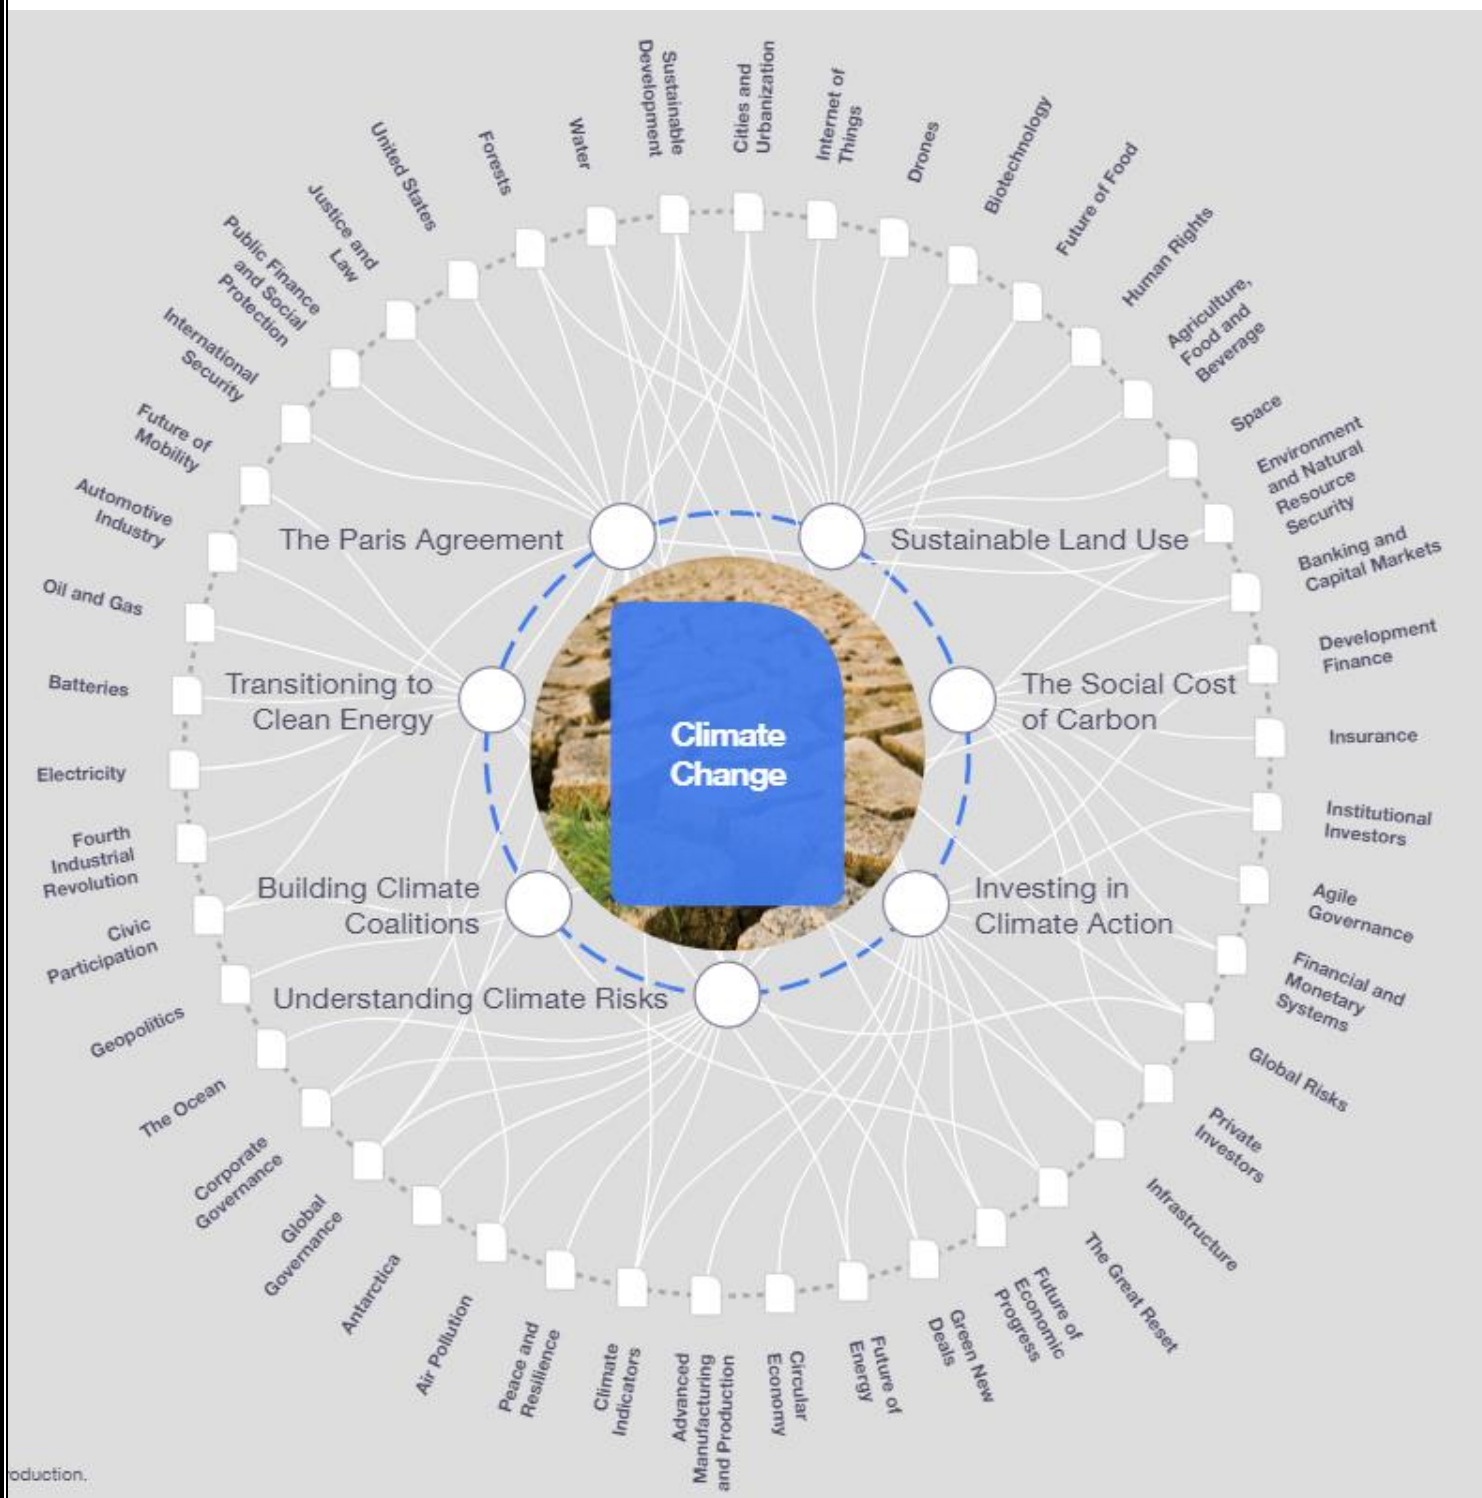 Sustainable
Development
Cities and
Urbanization
Internet of
Things
Drones
Biotechnology
Future of Food
Human Rights
Agriculture,
Food and
Beverage
Space
Environment
and Natural
Resource
Security
Banking and
Capital Markets
Development
Finance
Insurance
Institutional
Investors
Agile
Governance
Financial and
Monetary
Systems
Global Risks
Private
Investors
Infrastructure
The Great Reset
Future of
Economic
Progress
Green New
Deals
Future of
Energy
Circular
Economy
Advanced
Manufacturing
and Production
Climate
Indicators
Peace and
Resilience
Air Pollution
Antarctica
Global
Governance
Corporate
Governance
The Ocean
Geopolitics
Civic
Participation
Fourth
Industrial
Revolution
Electricity
Batteries
Oil and Gas
Automotive
Industry
Future of
Mobility
International
Security
Public Finance
and Social
Protection
Justice and
Law
United States
Forests
Water
The Paris Agreement
Sustainable Land Use
Transitioning to
Clean Energy
The Social Cost
of Carbon
Climate
Change
Building Climate
Coalitions
Investing in
Climate Action
Understanding Climate Risks
oduction.